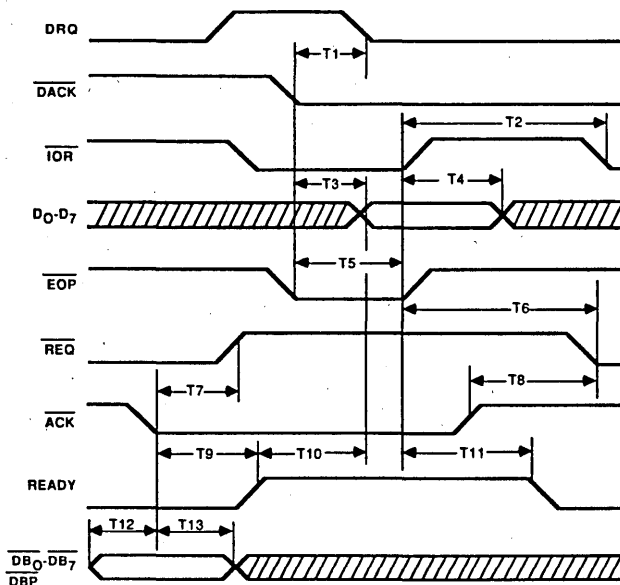 DRQ
T1
DACK
T2
IOR
T3
T4
D0-D7
T5
EOP
T6
REQ
T7
T8
ACK
T9
T10
T11
READY
T12
T13
DB0-DB7
DBP